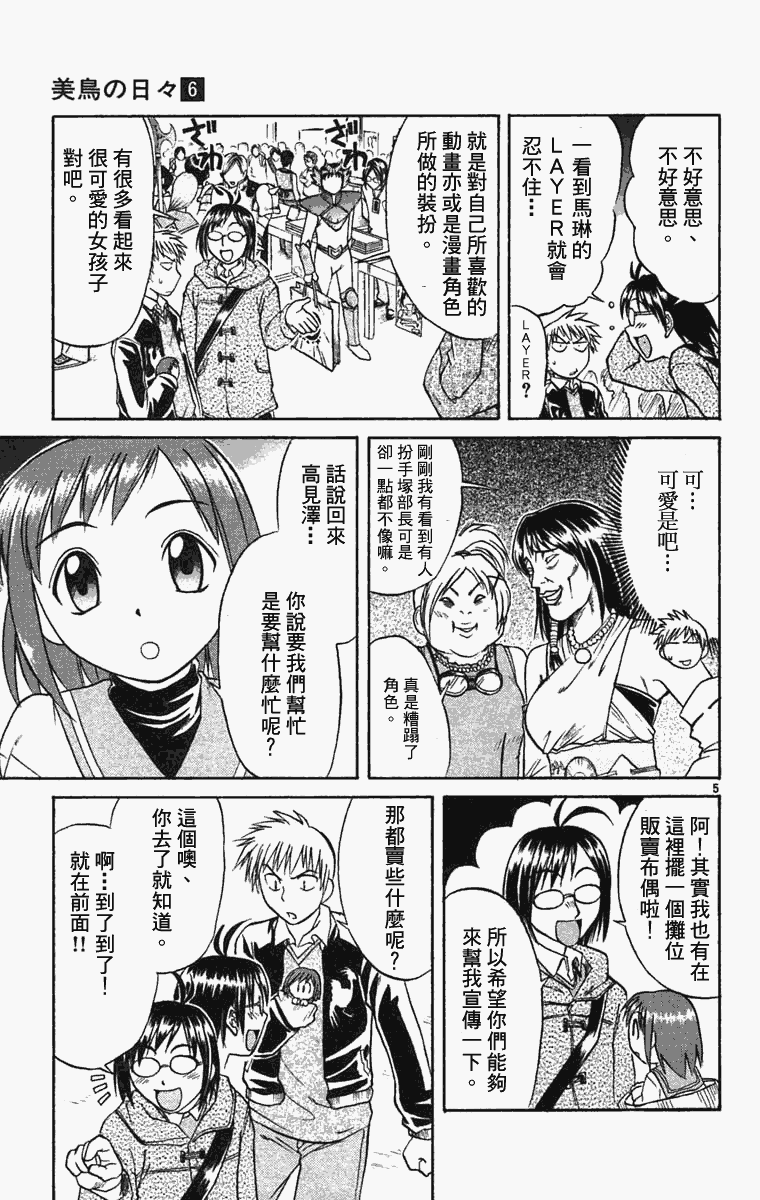 美鳥の日々6
不好意思、
不好意思。
一看到馬琳的
LAYER就會
忍不住…
LAYER?
就是對自己所喜歡的
動畫亦或是漫畫角色
所做的裝扮。
ざわ
ざわ
有很多看起來
很可愛的女孩子
對吧。
可…
可愛是吧…
剛剛我有看到有人
扮手塚部長可是
卻一點都不像嘛。
真是糟蹋了
角色。
話說回來
高見澤…
你說要我們幫忙
是要幫什麼忙呢?
5
阿!其實我也有在
這裡擺一個攤位
販賣布偶啦!
所以希望你們能夠
來幫我宣傳一下。
那都賣些什麼呢?
這個噢、
你去了就知道。
啊…到了到了!
就在前面!!